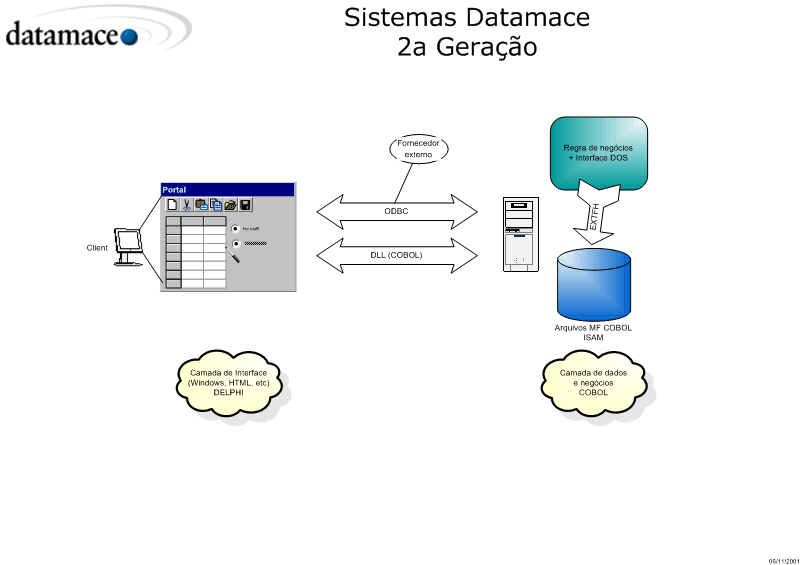 datamace
Sistemas Datamace
2a Geração
Fornecedor
externo
Regra de negócios
+ Interface DOS
Portal
ODBC
EXTFH
Client
DLL (COBOL)
Arquivos MF COBOL
ISAM
Camada de Interface
(Windows, HTML, etc)
DELPHI
Camada de dados
e negócios
COBOL
06/11/2001